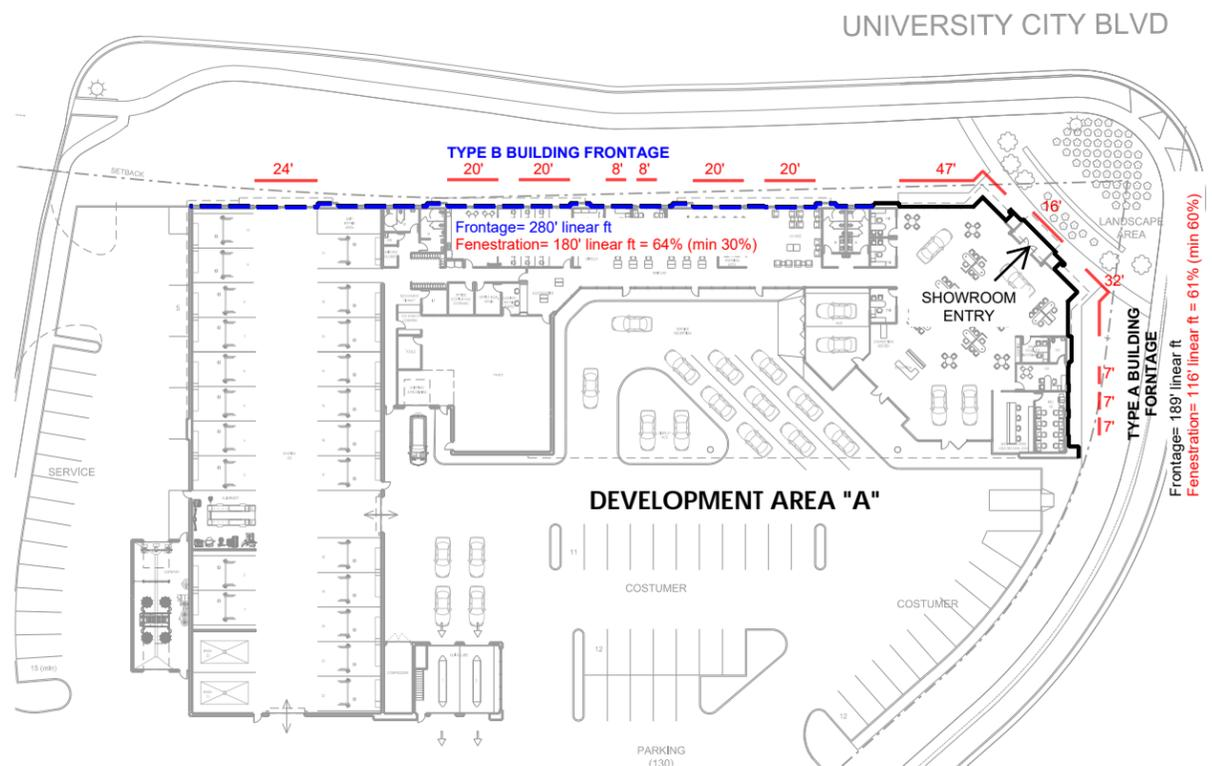 UNIVERSITY CITY BLVD
TYPE B BUILDING FRONTAGE
24'
20'
20'
8'
8'
20'
20'
47'
SETBACK
16'
Frontage= 280' linear ft
Fenestration= 180' linear ft = 64% (min 30%)
LANDSCAPE
AREA
32'
SHOWROOM
ENTRY
7'
7'
7'
TYPE A BUILDING
FORNTAGE
Frontage= 189' linear ft
Fenestration= 116' linear ft = 61% (min 60%)
SERVICE
DEVELOPMENT AREA "A"
11
COSTUMER
COSTUMER
12
15 (min)
12
PARKING
(130)